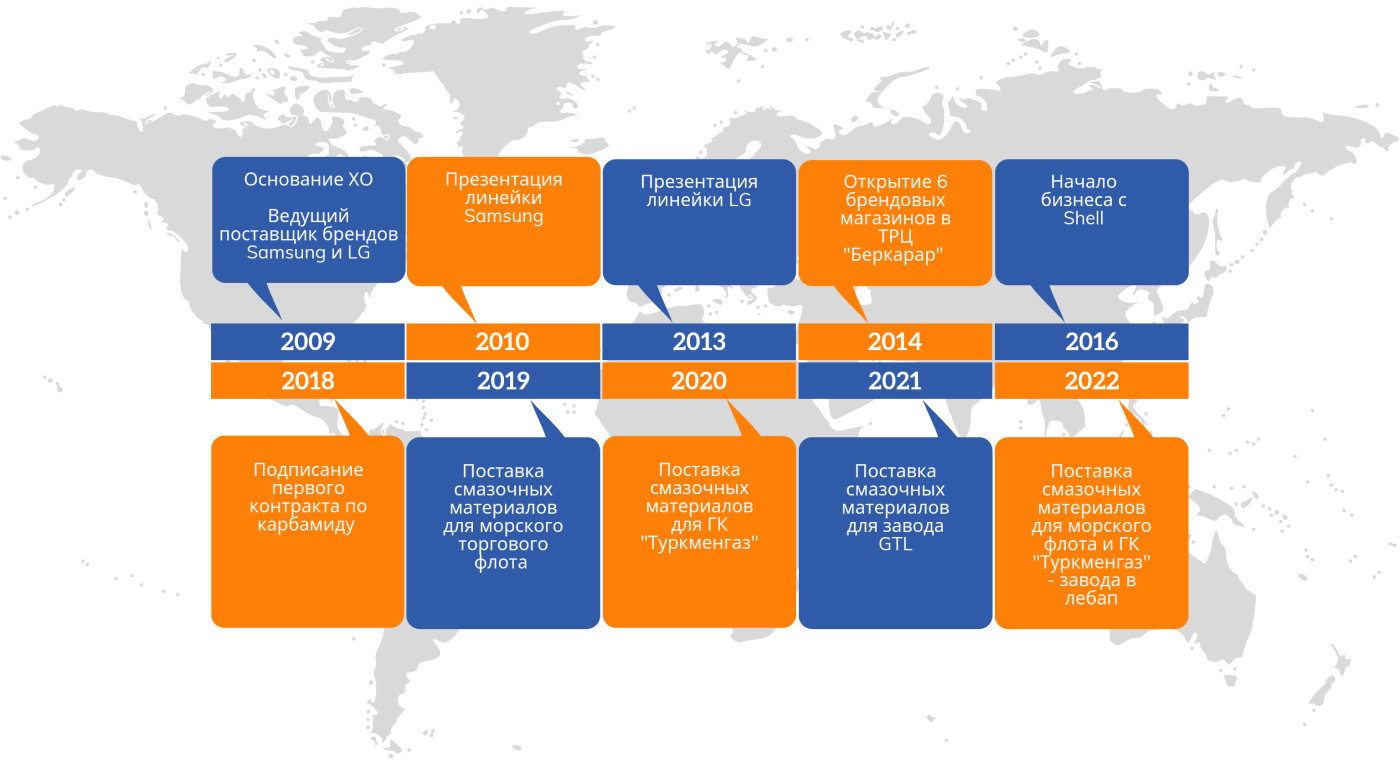 Основание ХО
Ведущий
поставщик брендов
Samsung и LG
Презентация
линейки
Samsung
Презентация
линейки LG
Открытие 6
брендовых
магазинов в
ТРЦ
"Беркарар"
Начало
бизнеса с
Shell
2009
2010
2013
2014
2016
2018
2019
2020
2021
2022
Подписание
первого
контракта по
карбамиду
Поставка
смазочных
материалов
для морского
торгового
флота
Поставка
смазочных
материалов
для ГК
"Туркменгаз"
Поставка
смазочных
материалов
для завода
GTL
Поставка
смазочных
материалов
для морского
флота и ГК
"Туркменгаз"
- завода в
лебап